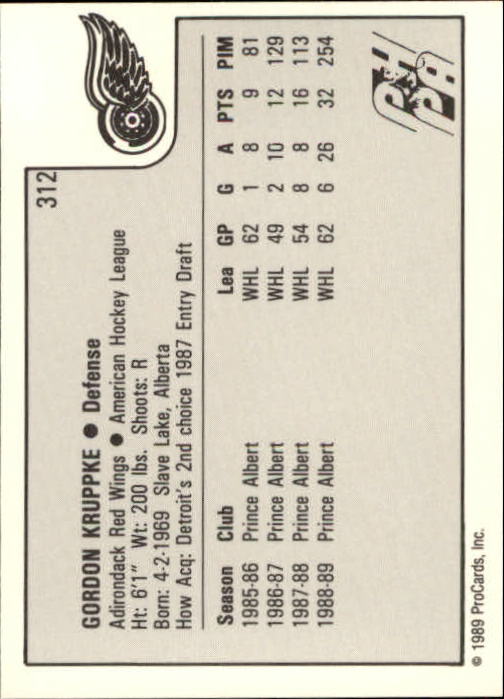 312
GORDON KRUPPKE ● Defense
Adirondack Red Wings ● American Hockey League
Ht: 6'1" Wt: 200 lbs. Shoots: R
Born: 4-2-1969 Slave Lake, Alberta
How Acq: Detroit's 2nd choice 1987 Entry Draft
Season Club Lea GP G A PTS PIM
1985-86 Prince Albert WHL 62 1 8 9 81
1986-87 Prince Albert WHL 49 2 10 12 129
1987-88 Prince Albert WHL 54 8 8 16 113
1988-89 Prince Albert WHL 62 6 26 32 254
© 1989 ProCards, Inc.